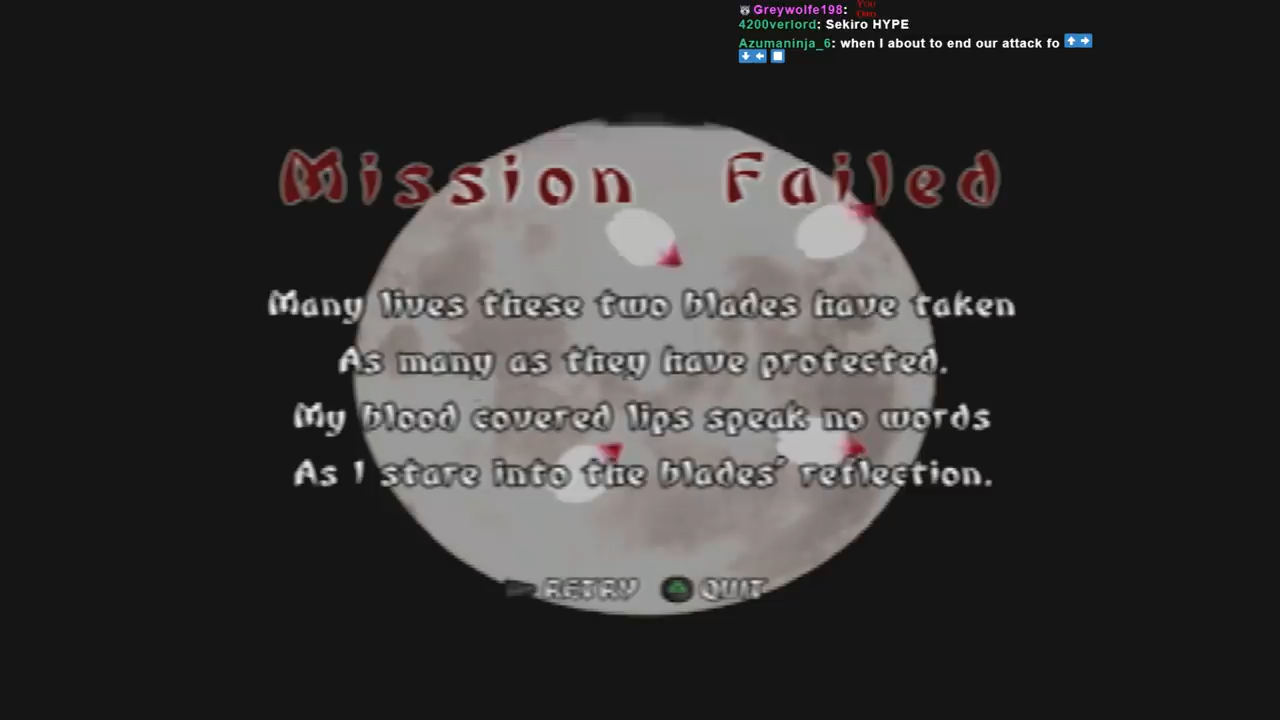 Greywolfe198: You Died
4200verlord: Sekiro HYPE
Azumaninja_6: when I about to end our attack fo
Mission Failed
Many lives these two blades have taken
As many as they have protected.
My blood covered lips speak no words
As I stare into the blades' reflection.
RETRY QUIT